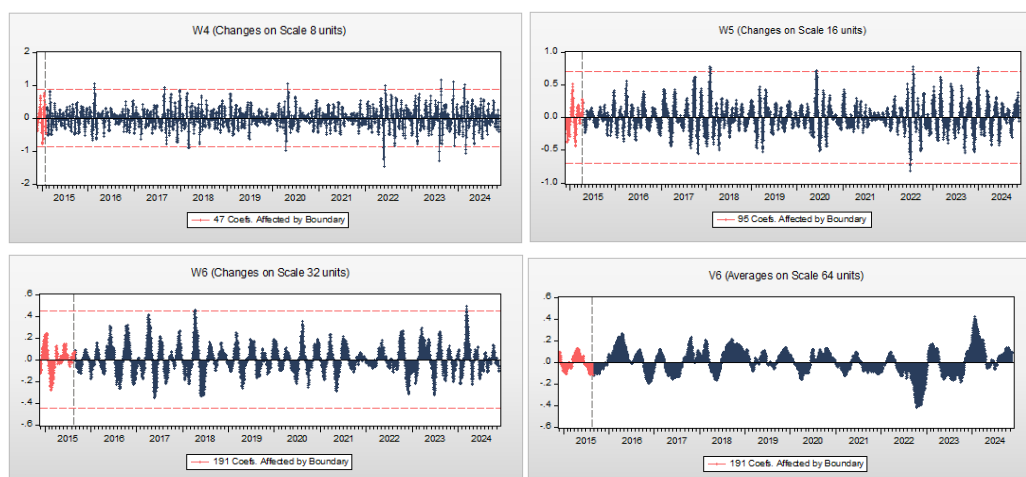 W4 (Changes on Scale 8 units)
2
1
0
-1
-2
2015 2016 2017 2018 2019 2020 2021 2022 2023 2024
47 Coefs. Affected by Boundary
W5 (Changes on Scale 16 units)
1.0
0.5
0.0
-0.5
-1.0
2015 2016 2017 2018 2019 2020 2021 2022 2023 2024
95 Coefs. Affected by Boundary
W6 (Changes on Scale 32 units)
.6
.4
.2
.0
-.2
-.4
-.6
2015 2016 2017 2018 2019 2020 2021 2022 2023 2024
191 Coefs. Affected by Boundary
V6 (Averages on Scale 64 units)
.6
.4
.2
.0
-.2
-.4
-.6
2015 2016 2017 2018 2019 2020 2021 2022 2023 2024
191 Coefs. Affected by Boundary